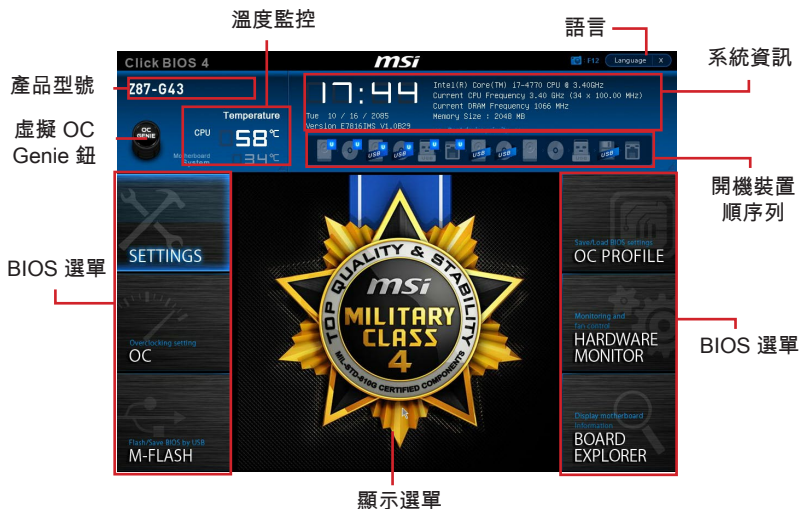 溫度監控
語言
產品型號
系統資訊
虛擬 OC
Genie 鈕
開機裝置
順序列
BIOS 選單
BIOS 選單
顯示選單
Click BIOS 4
msi
F12
Language
X
Z87-G43
OC
GENIE
Temperature
CPU
58°C
Motherboard
System
34°C
17:44
Tue 10 / 16 / 2085
Version E7816IMS V1.0B29
Intel(R) Core(TM) i7-4770 CPU @ 3.40GHz
Current CPU Frequency 3.40 GHz (34 x 100.00 MHz)
Current DRAM Frequency 1066 MHz
Memory Size : 2048 MB
U
U
USB
USB
U
U
U
USB
USB
USB
SETTINGS
Overclocking setting
OC
Flash/Save BIOS by USB
M-FLASH
TOP QUALITY & STABILITY
msi
MILITARY
CLASS
4
MIL-STD-810G CERTIFIED COMPONENTS
Save/Load BIOS settings
OC PROFILE
Monitoring and
fan control
HARDWARE
MONITOR
Display motherboard
Information
BOARD
EXPLORER